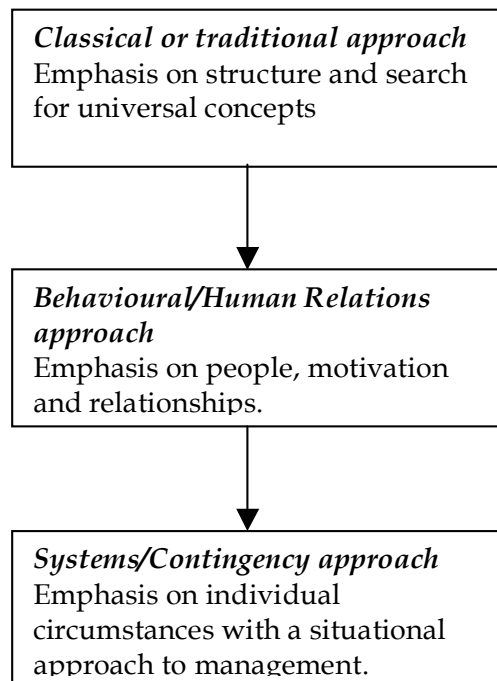 Classical or traditional approach
Emphasis on structure and search
for universal concepts
Behavioural/Human Relations
approach
Emphasis on people, motivation
and relationships.
Systems/Contingency approach
Emphasis on individual
circumstances with a situational
approach to management.